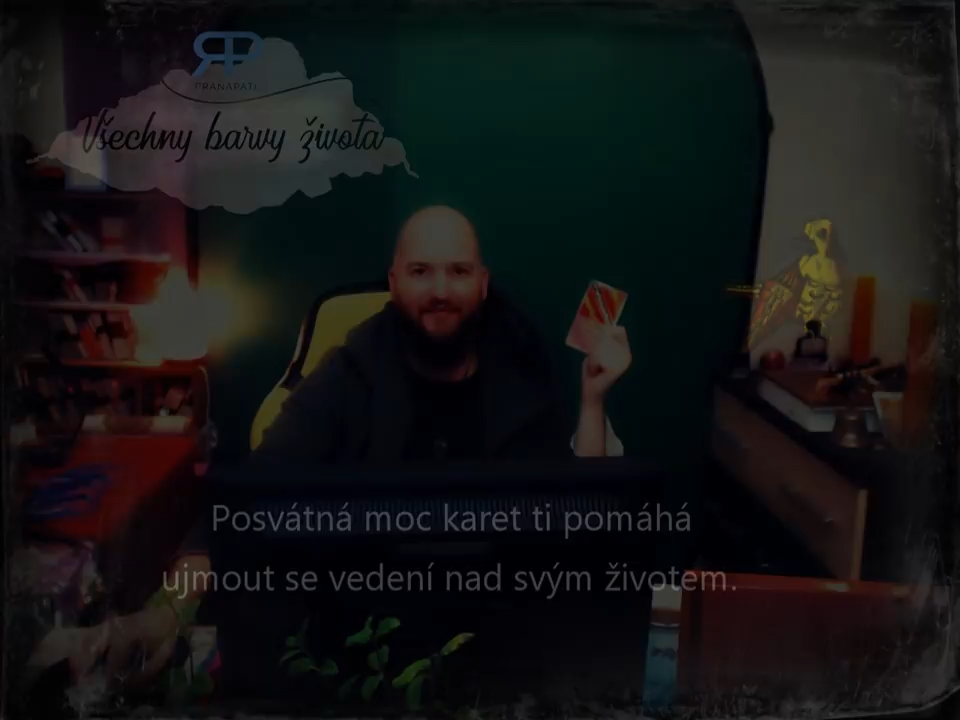 PRANAPATI
Všechny barvy života
Posvátná moc karet ti pomáhá
ujmout se vedení nad svým životem.